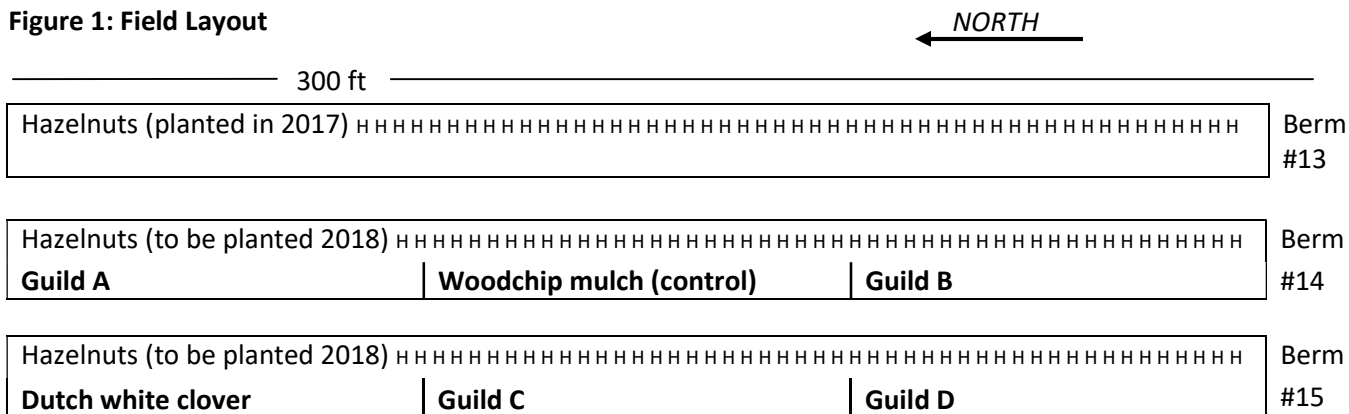 Figure 1: Field Layout
NORTH
300 ft
Hazelnuts (planted in 2017) H H H H H H H H H H H H H H H H H H H H H H H H H H H H H H H H H H H H H H H H H H H H H H H H H
Berm
#13
Hazelnuts (to be planted 2018) H H H H H H H H H H H H H H H H H H H H H H H H H H H H H H H H H H H H H H H H H H H H H H H
Berm
Guild A Woodchip mulch (control) Guild B
#14
Hazelnuts (to be planted 2018) H H H H H H H H H H H H H H H H H H H H H H H H H H H H H H H H H H H H H H H H H H H H H H H
Berm
Dutch white clover Guild C Guild D
#15